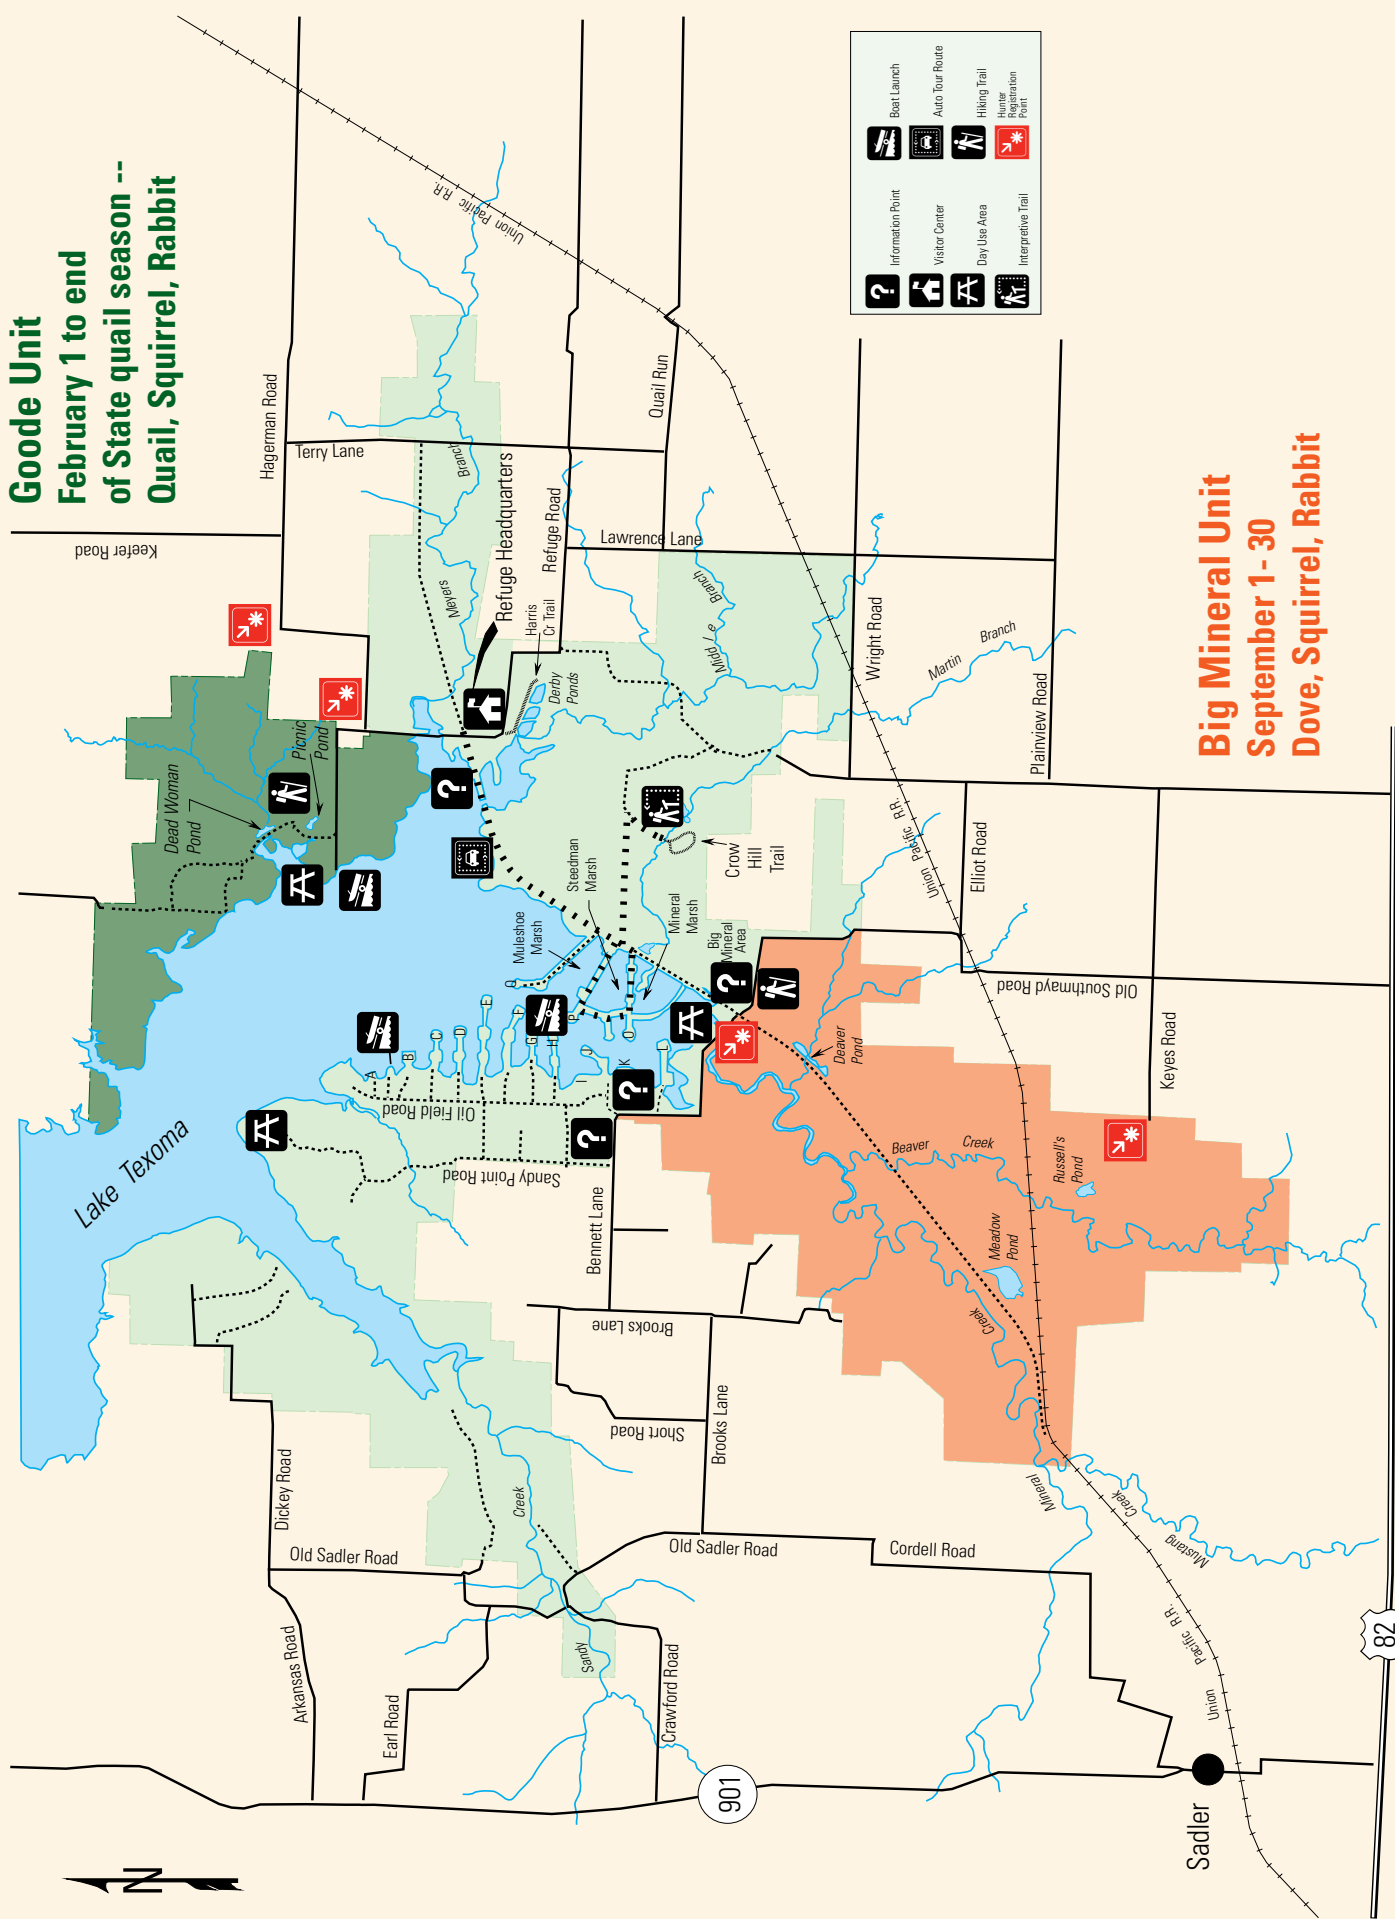 Goode Unit
February 1 to end
of State quail season --
Quail, Squirrel, Rabbit
Big Mineral Unit
September 1- 30
Dove, Squirrel, Rabbit
Information Point
Visitor Center
Day Use Area
Interpretive Trail
Boat Launch
Auto Tour Route
Hiking Trail
Hunter
Registration
Point
Lake Texoma
Keefer Road
Hagerman Road
Terry Lane
Union Pacific R.R.
Quail Run
Refuge Headquarters
Refuge Road
Lawrence Lane
Harris
Cr Trail
Derby
Ponds
Meyers
Branch
Middle
Branch
Martin
Branch
Wright Road
Plainview Road
Dead Woman
Pond
Picnic
Pond
Crow
Hill
Trail
Steedman
Marsh
Muleshoe
Marsh
Mineral
Marsh
Big
Mineral
Area
Union Pacific R.R.
Elliot Road
Old Southmayd Road
Keyes Road
Deaver
Pond
Beaver
Creek
Russell's
Pond
Meadow
Pond
Creek
Mineral
Creek
Mustang
A
B
C
D
E
F
G
H
I
J
K
L
O
P
Q
Oil Field Road
Sandy Point Road
Bennett Lane
Brooks Lane
Short Road
Brooks Lane
Dickey Road
Old Sadler Road
Old Sadler Road
Cordell Road
Creek
Sandy
Arkansas Road
Earl Road
Crawford Road
Union
Pacific R.R.
901
82
Sadler
N